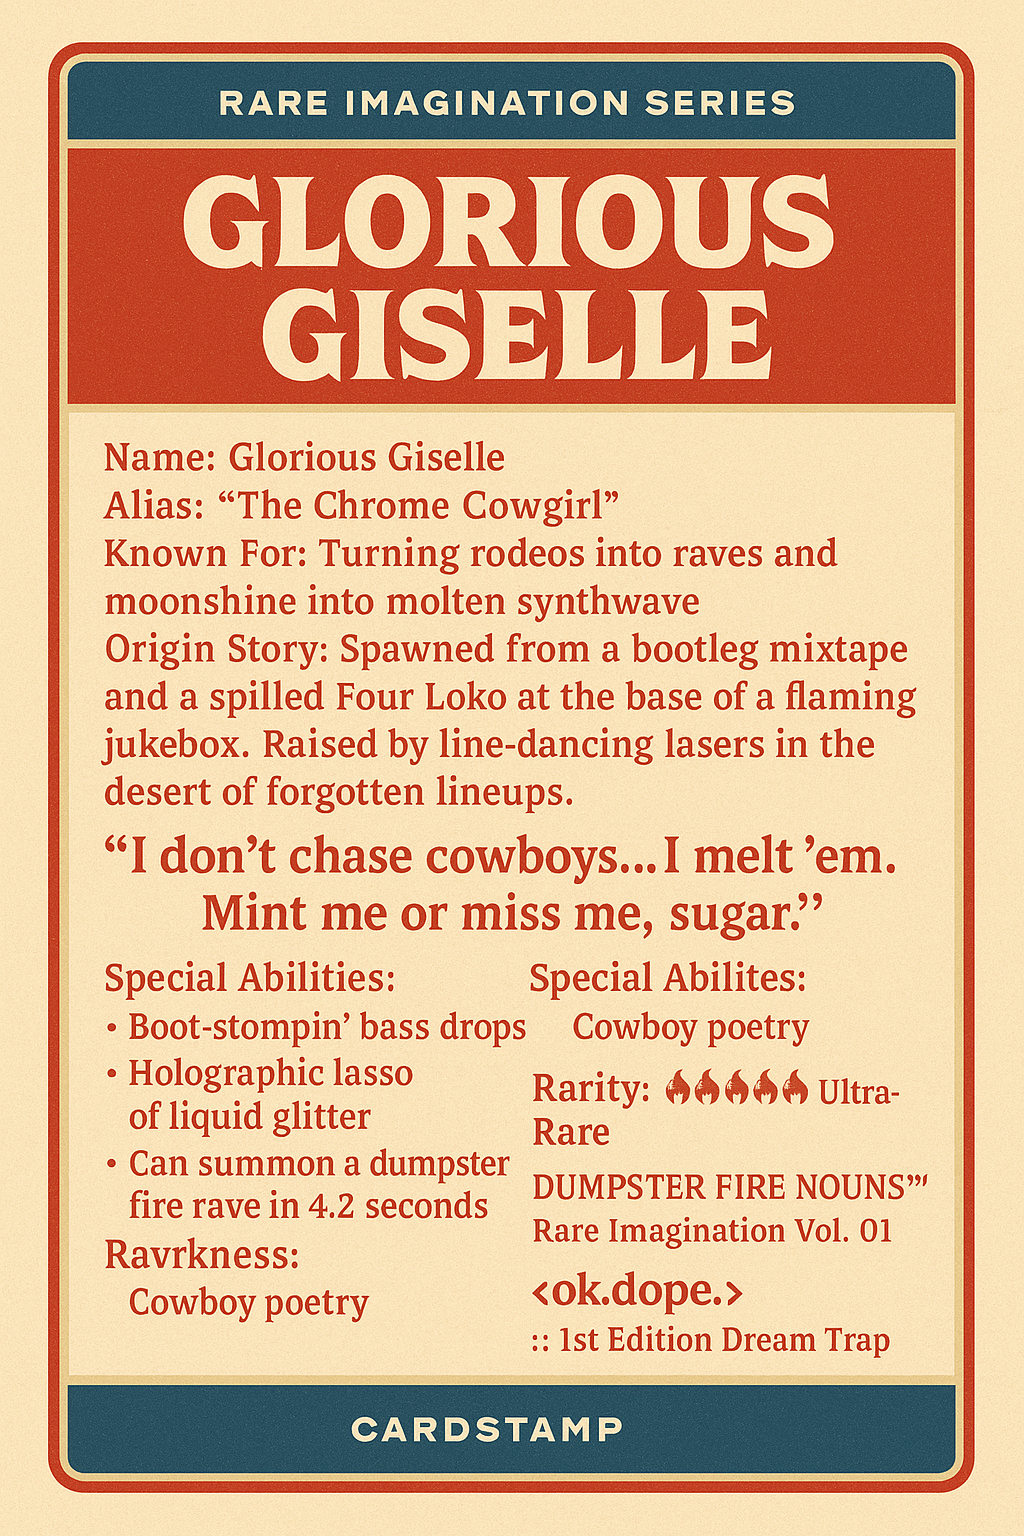 RARE IMAGINATION SERIES
GLORIOUS
GISELLE
Name: Glorious Giselle
Alias: “The Chrome Cowgirl”
Known For: Turning rodeos into raves and
moonshine into molten synthwave
Origin Story: Spawned from a bootleg mixtape
and a spilled Four Loko at the base of a flaming
jukebox. Raised by line-dancing lasers in the
desert of forgotten lineups.
“I don’t chase cowboys...I melt ’em.
Mint me or miss me, sugar.’’
Special Abilities:
• Boot-stompin’ bass drops
• Holographic lasso
of liquid glitter
• Can summon a dumpster
fire rave in 4.2 seconds
Ravrkness:
Cowboy poetry
Special Abilites:
Cowboy poetry
Rarity: 🔥🔥🔥🔥🔥 Ultra-
Rare
DUMPSTER FIRE NOUNS”’
Rare Imagination Vol. 01
<ok.dope.>
:: 1st Edition Dream Trap
CARDSTAMP